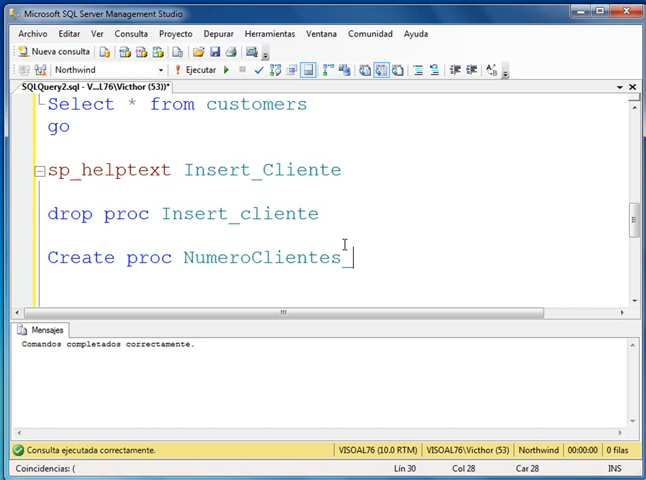 Microsoft SQL Server Management Studio
Archivo Editar Ver Consulta Proyecto Depurar Herramientas Ventana Comunidad Ayuda
Nueva consulta
Northwind Ejecutar
SQLQuery2.sql - V...L76\Victhor (53))*
Select * from customers
go
sp_helptext Insert_Cliente
drop proc Insert_cliente
Create proc NumeroClientes_
Mensajes
Comandos completados correctamente.
Consulta ejecutada correctamente. VISOAL76 (10.0 RTM) VISOAL76\Victhor (53) Northwind 00:00:00 0 filas
Coincidencias: ( Lín 30 Col 28 Car 28 INS